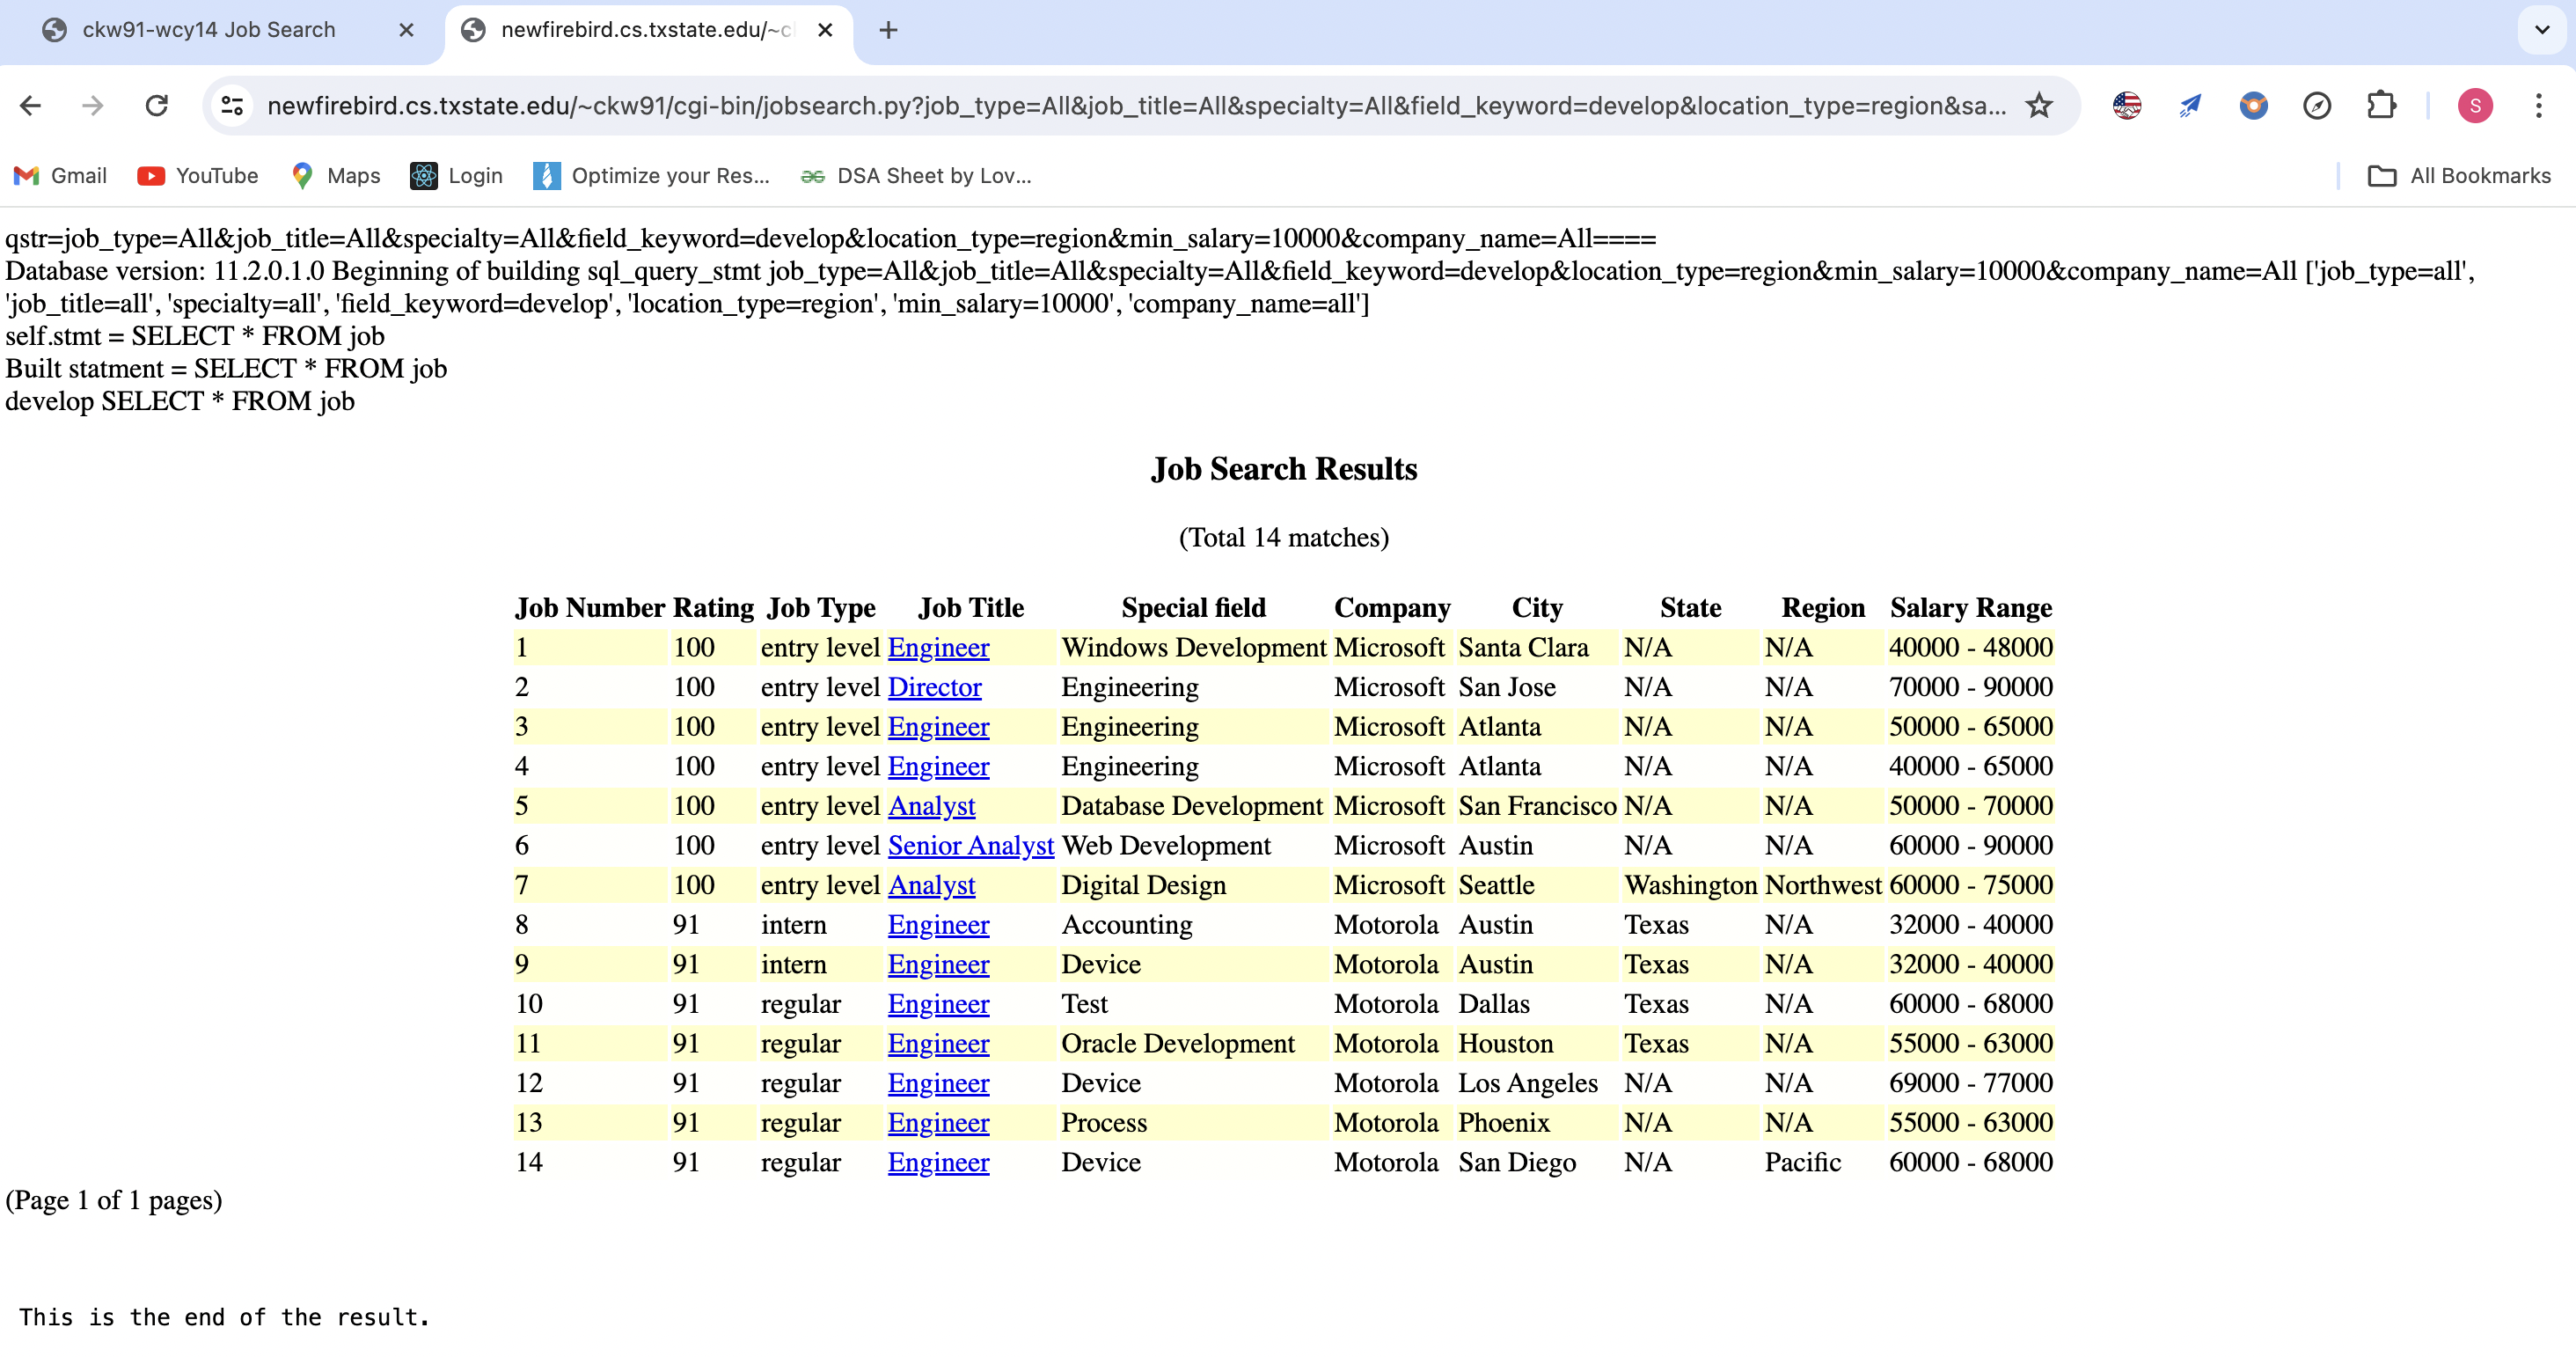 ckw91-wcy14 Job Search
newfirebird.cs.txstate.edu/~c
newfirebird.cs.txstate.edu/~ckw91/cgi-bin/jobsearch.py?job_type=All&job_title=All&specialty=All&field_keyword=develop&location_type=region&sa...
S
Gmail YouTube Maps Login Optimize your Res... DSA Sheet by Lov... All Bookmarks
qstr=job_type=All&job_title=All&specialty=All&field_keyword=develop&location_type=region&min_salary=10000&company_name=All====
Database version: 11.2.0.1.0 Beginning of building sql_query_stmt job_type=All&job_title=All&specialty=All&field_keyword=develop&location_type=region&min_salary=10000&company_name=All ['job_type=all',
'job_title=all', 'specialty=all', 'field_keyword=develop', 'location_type=region', 'min_salary=10000', 'company_name=all']
self.stmt = SELECT * FROM job
Built statment = SELECT * FROM job
develop SELECT * FROM job
Job Search Results
(Total 14 matches)
Job Number Rating Job Type Job Title Special field Company City State Region Salary Range
1 100 entry level Engineer Windows Development Microsoft Santa Clara N/A N/A 40000 - 48000
2 100 entry level Director Engineering Microsoft San Jose N/A N/A 70000 - 90000
3 100 entry level Engineer Engineering Microsoft Atlanta N/A N/A 50000 - 65000
4 100 entry level Engineer Engineering Microsoft Atlanta N/A N/A 40000 - 65000
5 100 entry level Analyst Database Development Microsoft San Francisco N/A N/A 50000 - 70000
6 100 entry level Senior Analyst Web Development Microsoft Austin N/A N/A 60000 - 90000
7 100 entry level Analyst Digital Design Microsoft Seattle Washington Northwest 60000 - 75000
8 91 intern Engineer Accounting Motorola Austin Texas N/A 32000 - 40000
9 91 intern Engineer Device Motorola Austin Texas N/A 32000 - 40000
10 91 regular Engineer Test Motorola Dallas Texas N/A 60000 - 68000
11 91 regular Engineer Oracle Development Motorola Houston Texas N/A 55000 - 63000
12 91 regular Engineer Device Motorola Los Angeles N/A N/A 69000 - 77000
13 91 regular Engineer Process Motorola Phoenix N/A N/A 55000 - 63000
14 91 regular Engineer Device Motorola San Diego N/A Pacific 60000 - 68000
(Page 1 of 1 pages)
This is the end of the result.